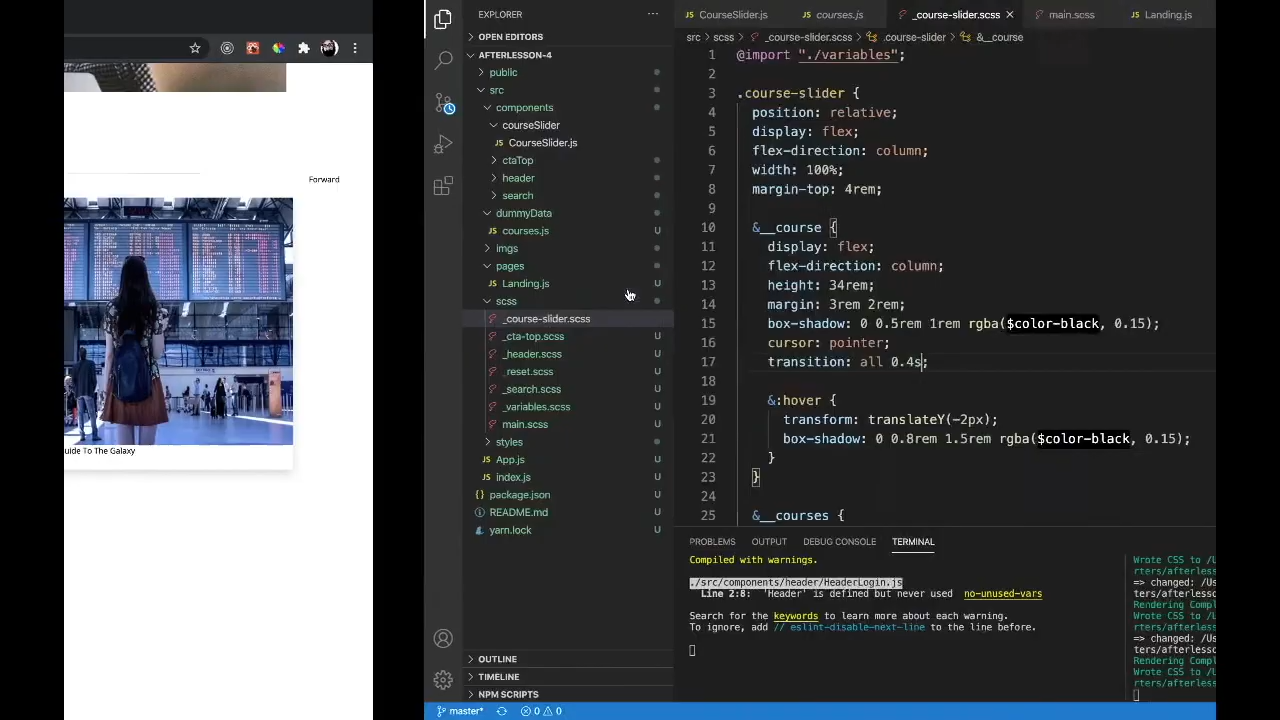 Forward
uide To The Galaxy
EXPLORER
OPEN EDITORS
AFTERLESSON-4
public
src
components
courseSlider
CourseSlider.js
ctaTop
header
search
dummyData
courses.js U
imgs
pages
Landing.js U
scss
_course-slider.scss
_cta-top.scss U
_header.scss U
_reset.scss U
_search.scss U
_variables.scss U
main.scss U
styles
App.js U
index.js U
package.json U
README.md U
yarn.lock U
OUTLINE
TIMELINE
NPM SCRIPTS
CourseSlider.js courses.js _course-slider.scss main.scss Landing.js
src > scss > _course-slider.scss > .course-slider > &__course
1 @import "./variables";
2
3 .course-slider {
4 position: relative;
5 display: flex;
6 flex-direction: column;
7 width: 100%;
8 margin-top: 4rem;
9
10 &__course {
11 display: flex;
12 flex-direction: column;
13 height: 34rem;
14 margin: 3rem 2rem;
15 box-shadow: 0 0.5rem 1rem rgba($color-black, 0.15);
16 cursor: pointer;
17 transition: all 0.4s;
18
19 &:hover {
20 transform: translateY(-2px);
21 box-shadow: 0 0.8rem 1.5rem rgba($color-black, 0.15);
22 }
23 }
24
25 &__courses {
PROBLEMS OUTPUT DEBUG CONSOLE TERMINAL
Compiled with warnings.
./src/components/header/HeaderLogin.js
Line 2:8: 'Header' is defined but never used no-unused-vars
Search for the keywords to learn more about each warning.
To ignore, add // eslint-disable-next-line to the line before.
Wrote CSS to /U
rters/afterless
=> changed: /Us
ters/afterlesso
Rendering Compl
Wrote CSS to /U
rters/afterless
=> changed: /Us
ters/afterlesso
Rendering Compl
Wrote CSS to /U
rters/afterless
master* 0 0